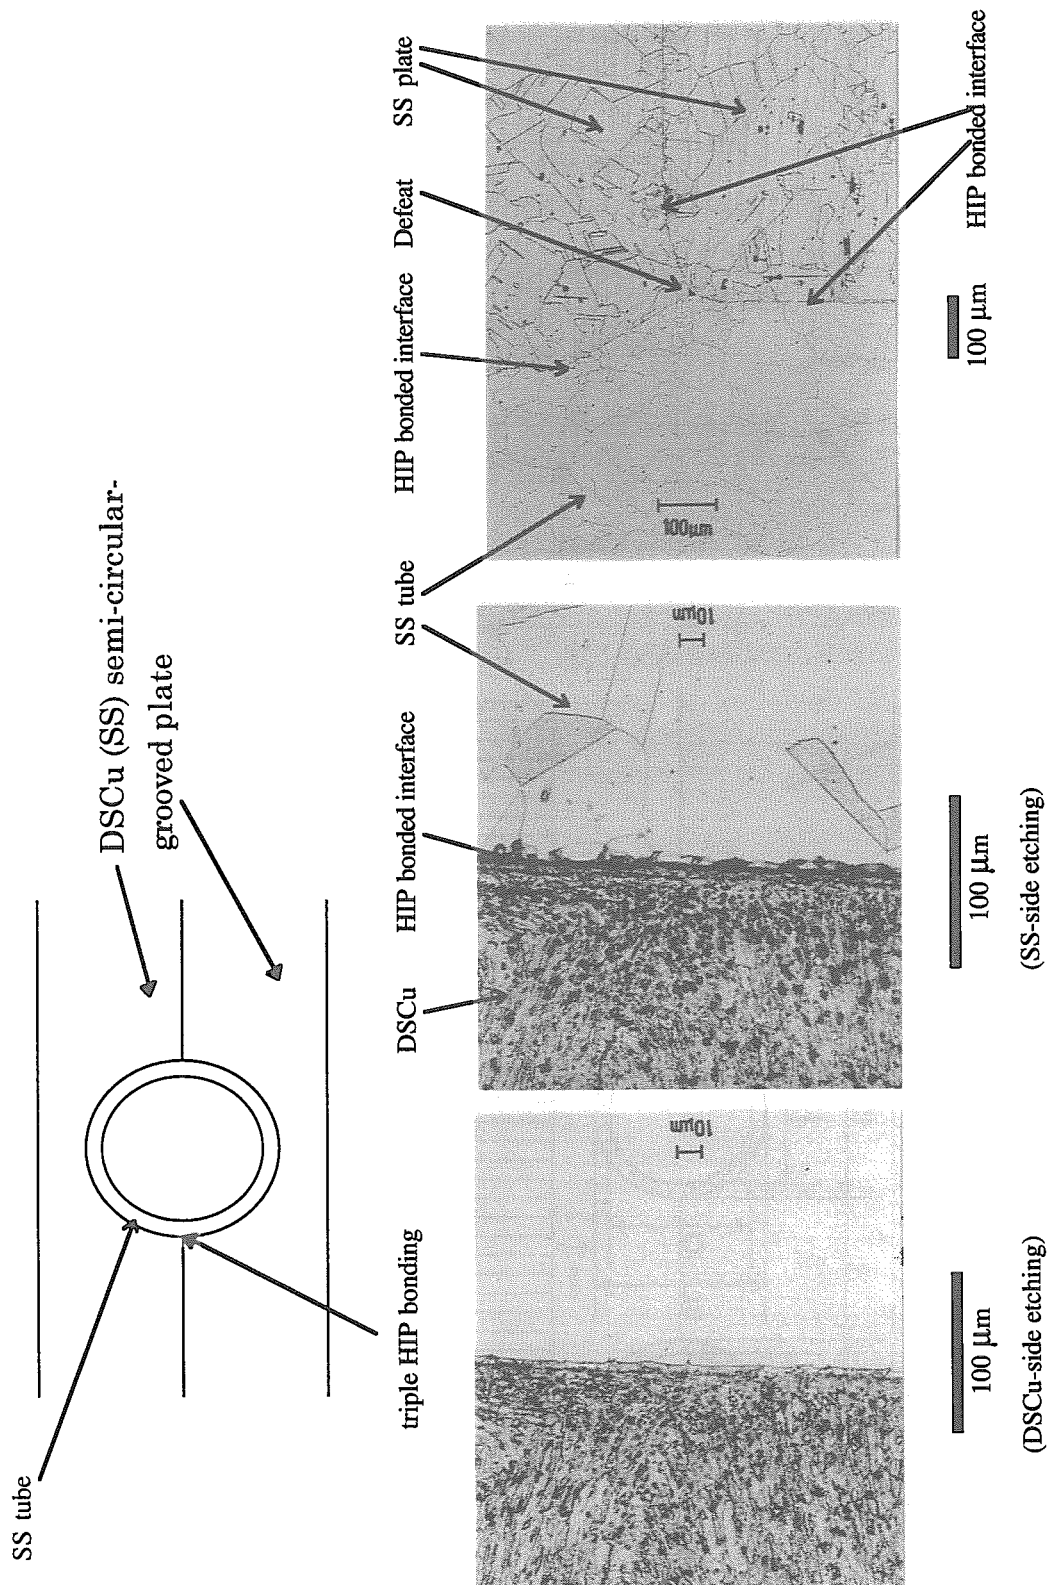 SS tube
DSCu (SS) semi-circular-
grooved plate
triple HIP bonding
DSCu
HIP bonded interface
SS tube
HIP bonded interface
Defeat
SS plate
10μm
10μm
100μm
HIP bonded interface
100 μm
100 μm
100 μm
(DSCu-side etching)
(SS-side etching)